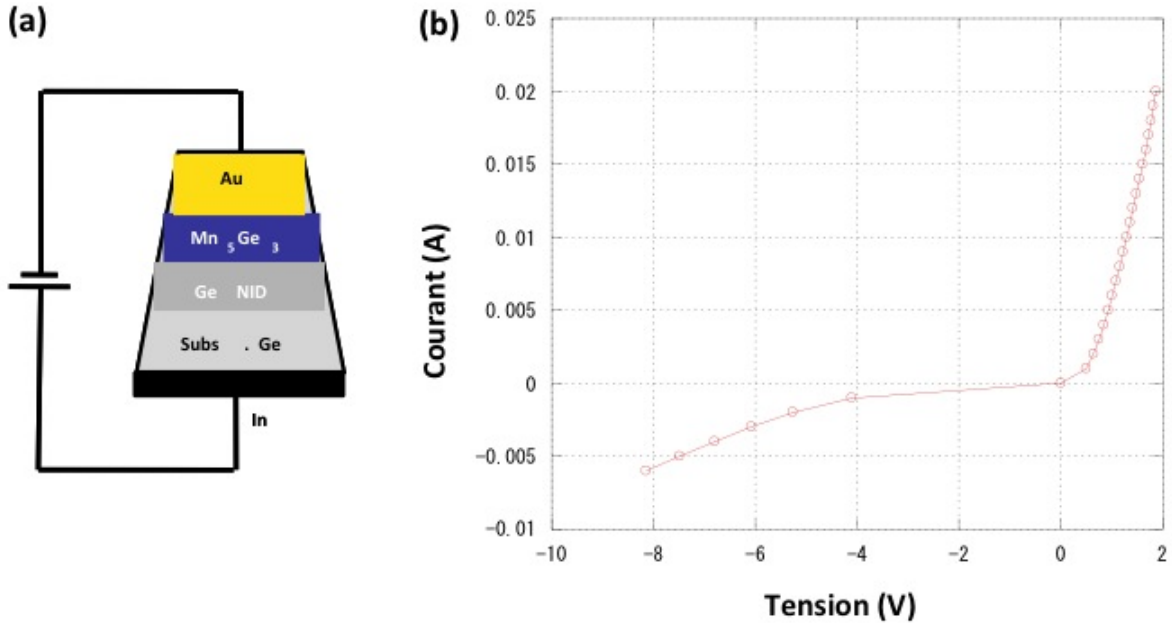 (a)
Au
Mn 5 Ge 3
Ge NID
Subs . Ge
In
(b)
Courant (A)
0.025
0.02
0.015
0.01
0.005
0
-0.005
-0.01
-10 -8 -6 -4 -2 0 2
Tension (V)